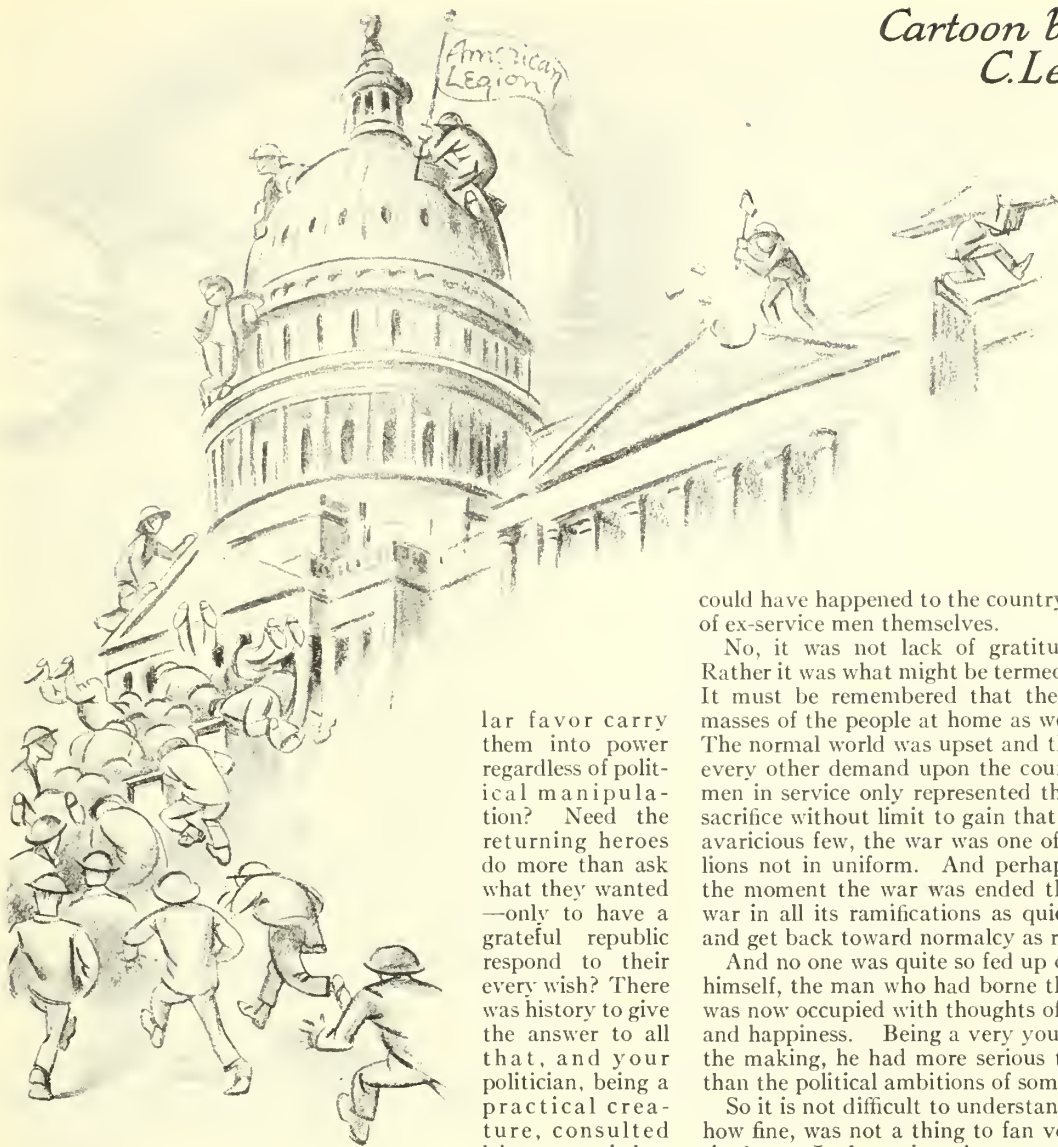 Cartoon b
C.Le
American
Legion
lar favor carry
them into power
regardless of polit-
ical manipula-
tion? Need the
returning heroes
do more than ask
what they wanted
—only to have a
grateful republic
respond to their
every wish? There
was history to give
the answer to all
that, and your
politician, being a
practical crea-
ture, consulted
could have happened to the country
of ex-service men themselves.
No, it was not lack of gratitu
Rather it was what might be termed
It must be remembered that the
masses of the people at home as we
The normal world was upset and th
every other demand upon the cou
men in service only represented th
sacrifice without limit to gain that
avaricious few, the war was one of
lions not in uniform. And perhap
the moment the war was ended th
war in all its ramifications as quic
and get back toward normalcy as r
And no one was quite so fed up o
himself, the man who had borne th
was now occupied with thoughts of
and happiness. Being a very you
the making, he had more serious t
than the political ambitions of som
So it is not difficult to understan
how fine, was not a thing to fan v